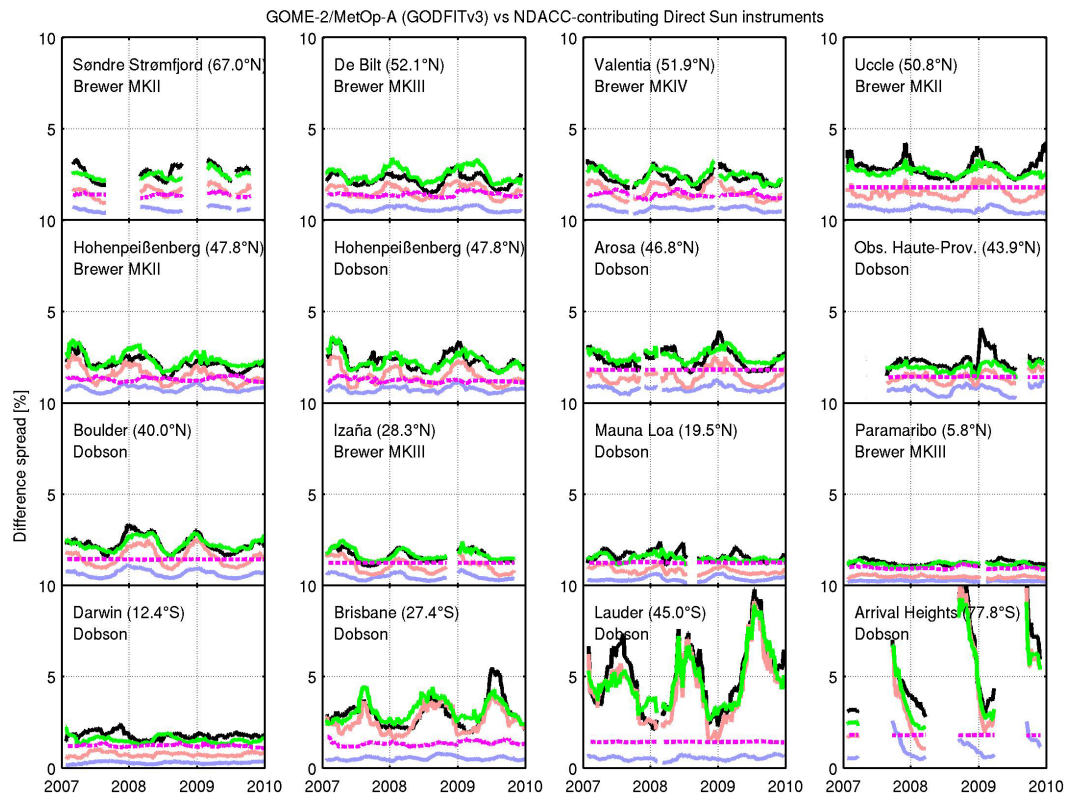 GOME-2/MetOp-A (GODFITv3) vs NDACC-contributing Direct Sun instruments
Difference spread [%]
10
5
0
2007 2008 2009 2010
Søndre Strømfjord (67.0°N)
Brewer MKII
10
5
0
2007 2008 2009 2010
De Bilt (52.1°N)
Brewer MKIII
10
5
0
2007 2008 2009 2010
Valentia (51.9°N)
Brewer MKIV
10
5
0
2007 2008 2009 2010
Uccle (50.8°N)
Brewer MKII
10
5
Hohenpeißenberg (47.8°N)
Brewer MKII
10
5
Hohenpeißenberg (47.8°N)
Dobson
10
5
Arosa (46.8°N)
Dobson
10
5
Obs. Haute-Prov. (43.9°N)
Dobson
10
5
Boulder (40.0°N)
Dobson
10
5
Izaña (28.3°N)
Brewer MKIII
10
5
Mauna Loa (19.5°N)
Dobson
10
5
Paramaribo (5.8°N)
Brewer MKIII
10
5
Darwin (12.4°S)
Dobson
10
5
Brisbane (27.4°S)
Dobson
10
5
Lauder (45.0°S)
Dobson
10
5
Arrival Heights (77.8°S)
Dobson